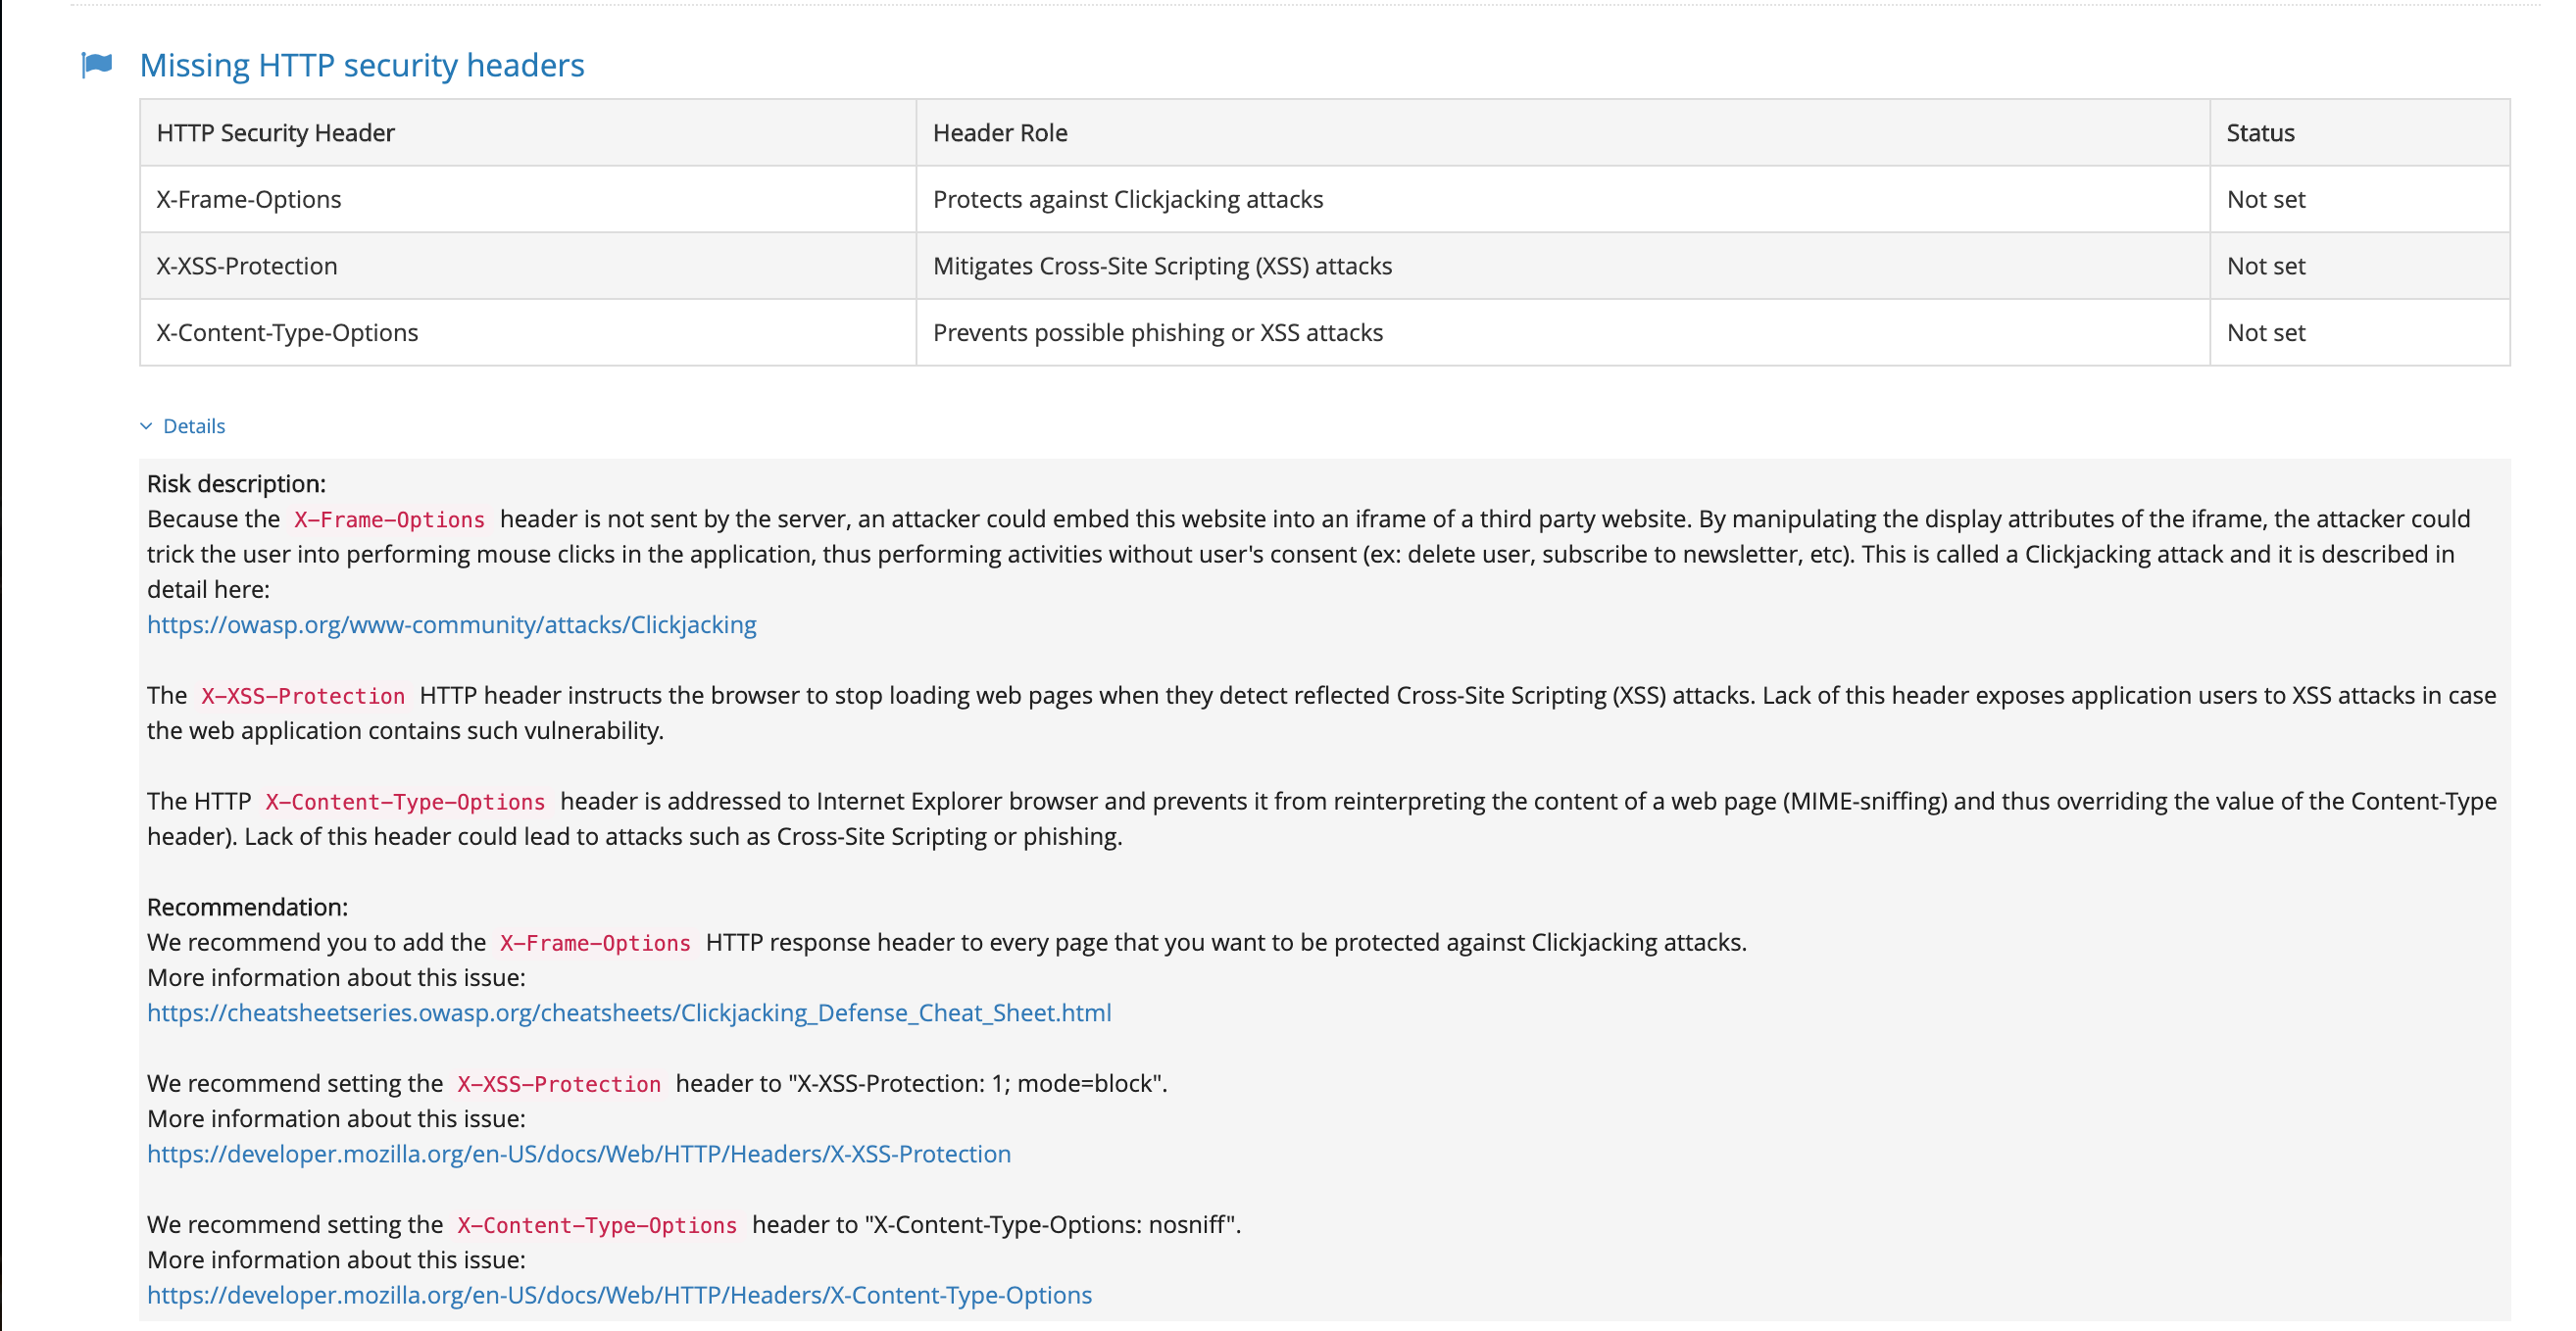 Missing HTTP security headers
HTTP Security Header Header Role Status
X-Frame-Options Protects against Clickjacking attacks Not set
X-XSS-Protection Mitigates Cross-Site Scripting (XSS) attacks Not set
X-Content-Type-Options Prevents possible phishing or XSS attacks Not set
Details
Risk description:
Because the X-Frame-Options header is not sent by the server, an attacker could embed this website into an iframe of a third party website. By manipulating the display attributes of the iframe, the attacker could
trick the user into performing mouse clicks in the application, thus performing activities without user's consent (ex: delete user, subscribe to newsletter, etc). This is called a Clickjacking attack and it is described in
detail here:
https://owasp.org/www-community/attacks/Clickjacking
The X-XSS-Protection HTTP header instructs the browser to stop loading web pages when they detect reflected Cross-Site Scripting (XSS) attacks. Lack of this header exposes application users to XSS attacks in case
the web application contains such vulnerability.
The HTTP X-Content-Type-Options header is addressed to Internet Explorer browser and prevents it from reinterpreting the content of a web page (MIME-sniffing) and thus overriding the value of the Content-Type
header). Lack of this header could lead to attacks such as Cross-Site Scripting or phishing.
Recommendation:
We recommend you to add the X-Frame-Options HTTP response header to every page that you want to be protected against Clickjacking attacks.
More information about this issue:
https://cheatsheetseries.owasp.org/cheatsheets/Clickjacking_Defense_Cheat_Sheet.html
We recommend setting the X-XSS-Protection header to "X-XSS-Protection: 1; mode=block".
More information about this issue:
https://developer.mozilla.org/en-US/docs/Web/HTTP/Headers/X-XSS-Protection
We recommend setting the X-Content-Type-Options header to "X-Content-Type-Options: nosniff".
More information about this issue:
https://developer.mozilla.org/en-US/docs/Web/HTTP/Headers/X-Content-Type-Options